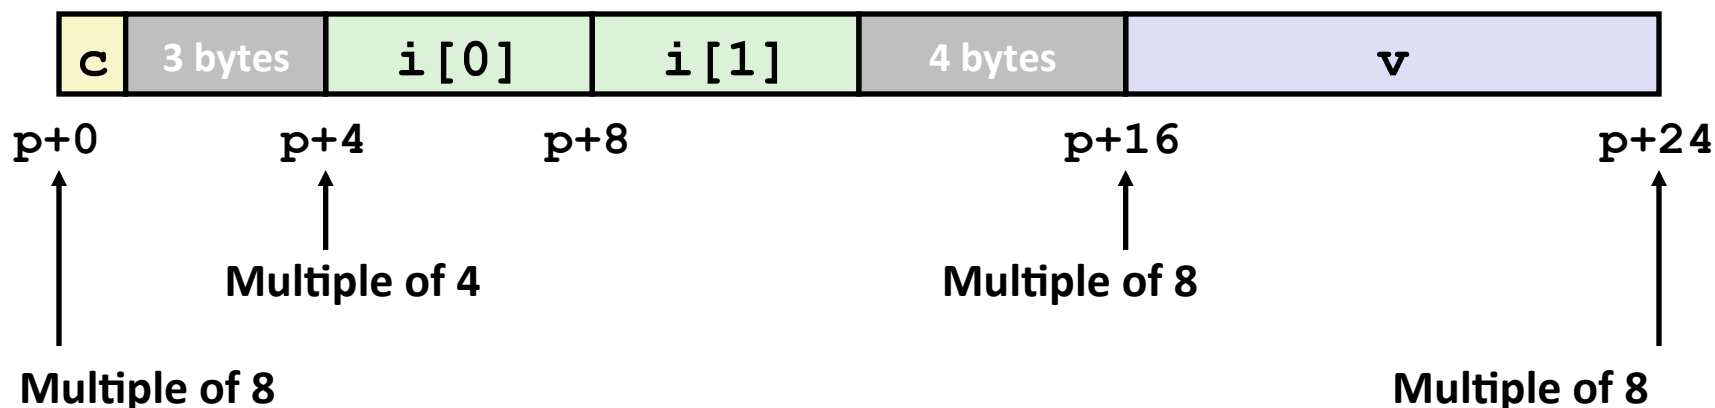 c 3 bytes i[0] i[1] 4 bytes v
p+0 p+4 p+8 p+16 p+24
Multiple of 4 Multiple of 8
Multiple of 8 Multiple of 8